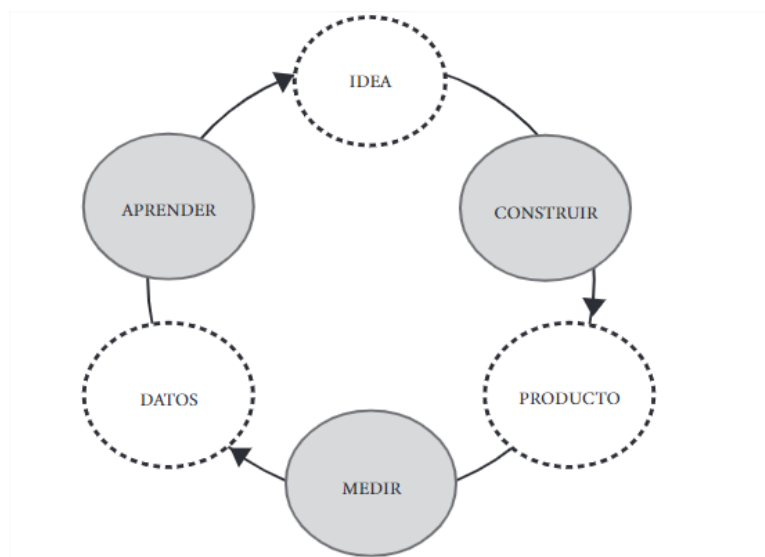 IDEA
CONSTRUIR
PRODUCTO
MEDIR
DATOS
APRENDER